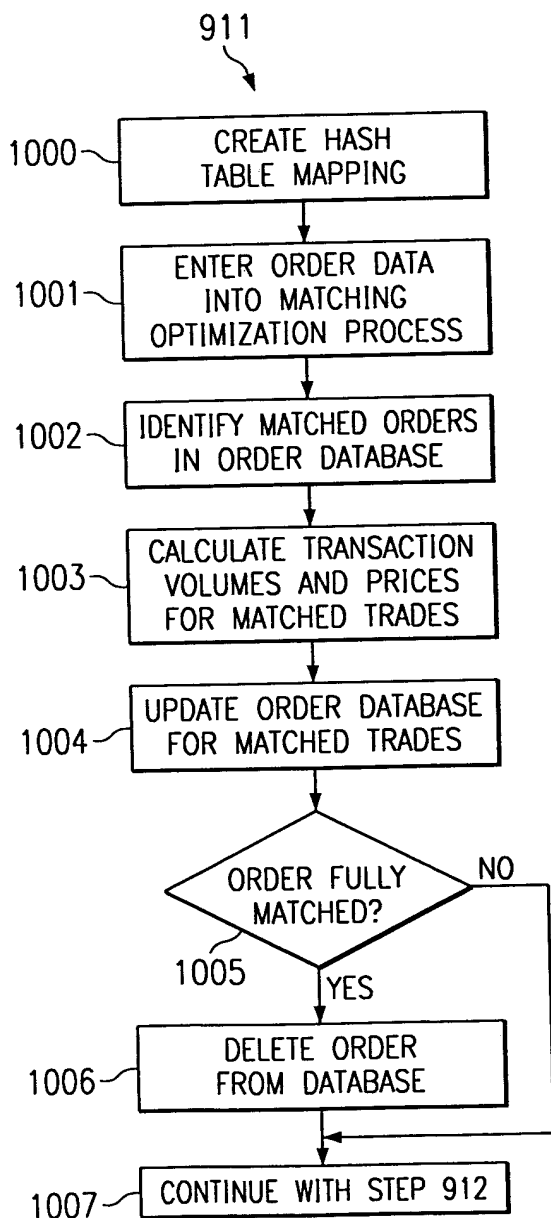 911
1000
CREATE HASH
TABLE MAPPING
1001
ENTER ORDER DATA
INTO MATCHING
OPTIMIZATION PROCESS
1002
IDENTIFY MATCHED ORDERS
IN ORDER DATABASE
1003
CALCULATE TRANSACTION
VOLUMES AND PRICES
FOR MATCHED TRADES
1004
UPDATE ORDER DATABASE
FOR MATCHED TRADES
ORDER FULLY
MATCHED?
NO
1005
YES
1006
DELETE ORDER
FROM DATABASE
1007
CONTINUE WITH STEP 912